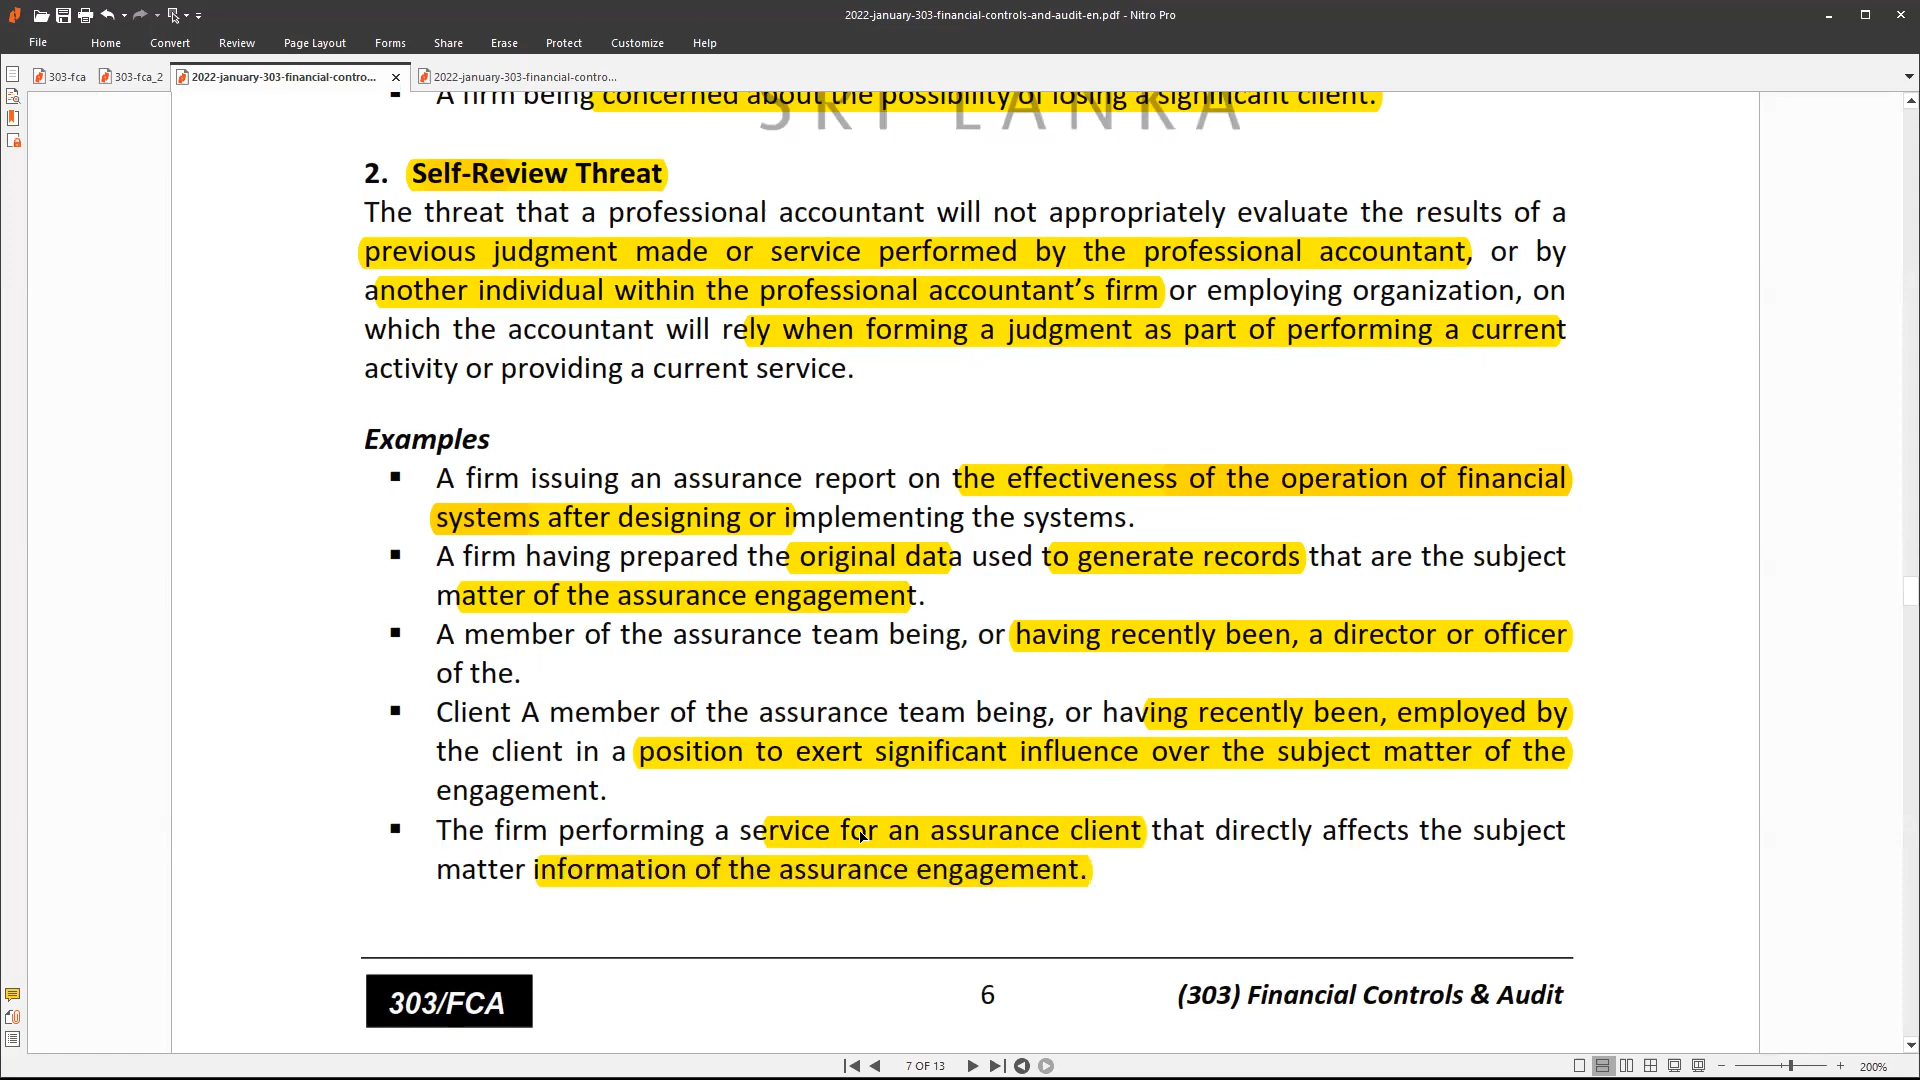 2022-january-303-financial-controls-and-audit-en.pdf - Nitro Pro
File Home Convert Review Page Layout Forms Share Erase Protect Customize Help
303-fca 303-fca_2 2022-january-303-financial-contro... 2022-january-303-financial-contro...
A firm being concerned about the possibility of losing a significant client.
SRI LANKA
2. Self-Review Threat
The threat that a professional accountant will not appropriately evaluate the results of a
previous judgment made or service performed by the professional accountant, or by
another individual within the professional accountant’s firm or employing organization, on
which the accountant will rely when forming a judgment as part of performing a current
activity or providing a current service.
Examples
▪ A firm issuing an assurance report on the effectiveness of the operation of financial
systems after designing or implementing the systems.
▪ A firm having prepared the original data used to generate records that are the subject
matter of the assurance engagement.
▪ A member of the assurance team being, or having recently been, a director or officer
of the.
▪ Client A member of the assurance team being, or having recently been, employed by
the client in a position to exert significant influence over the subject matter of the
engagement.
▪ The firm performing a service for an assurance client that directly affects the subject
matter information of the assurance engagement.
303/FCA 6 (303) Financial Controls & Audit
7 OF 13 200%